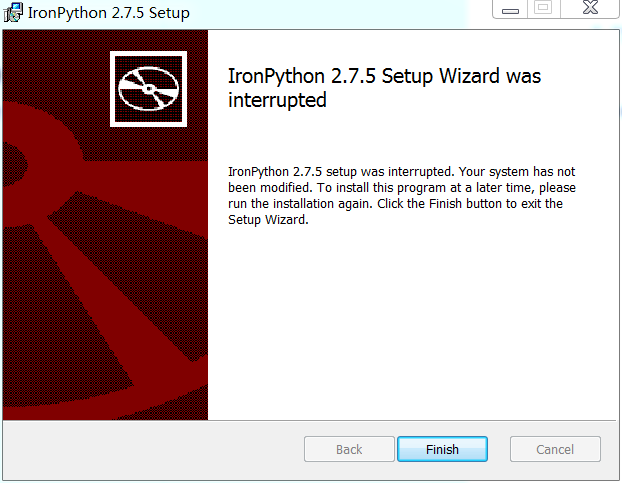 IronPython 2.7.5 Setup
IronPython 2.7.5 Setup Wizard was
interrupted
IronPython 2.7.5 setup was interrupted. Your system has not
been modified. To install this program at a later time, please
run the installation again. Click the Finish button to exit the
Setup Wizard.
Back
Finish
Cancel